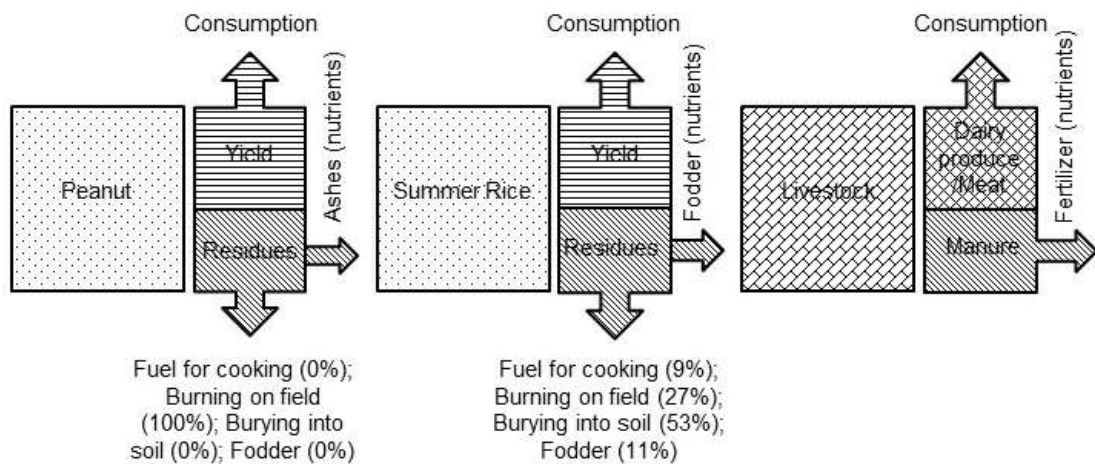 Consumption
Consumption
Consumption
Peanut
Yield
Residues
Ashes (nutrients)
Summer Rice
Yield
Residues
Fodder (nutrients)
Livestock
Dairy
produce
/Meat
Manure
Fertilizer (nutrients)
Fuel for cooking (0%);
Burning on field
(100%); Burying into
soil (0%); Fodder (0%)
Fuel for cooking (9%);
Burning on field (27%);
Burying into soil (53%);
Fodder (11%)